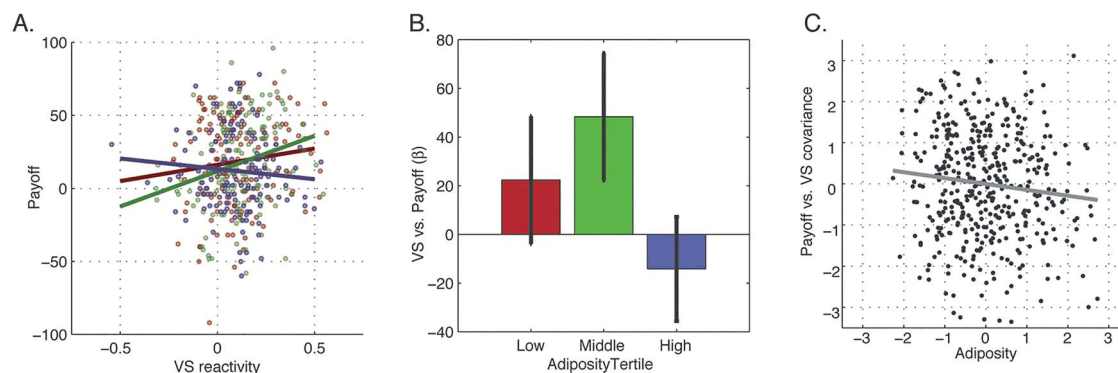 A.
Payoff
100
50
0
−50
−100
−0.5
0
0.5
VS reactivity
B.
VS vs. Payoff (β)
80
60
40
20
0
−20
−40
Low
Middle
High
AdiposityTertile
C.
Payoff vs. VS covariance
3
2
1
0
−1
−2
−3
−3
−2
−1
0
1
2
3
Adiposity